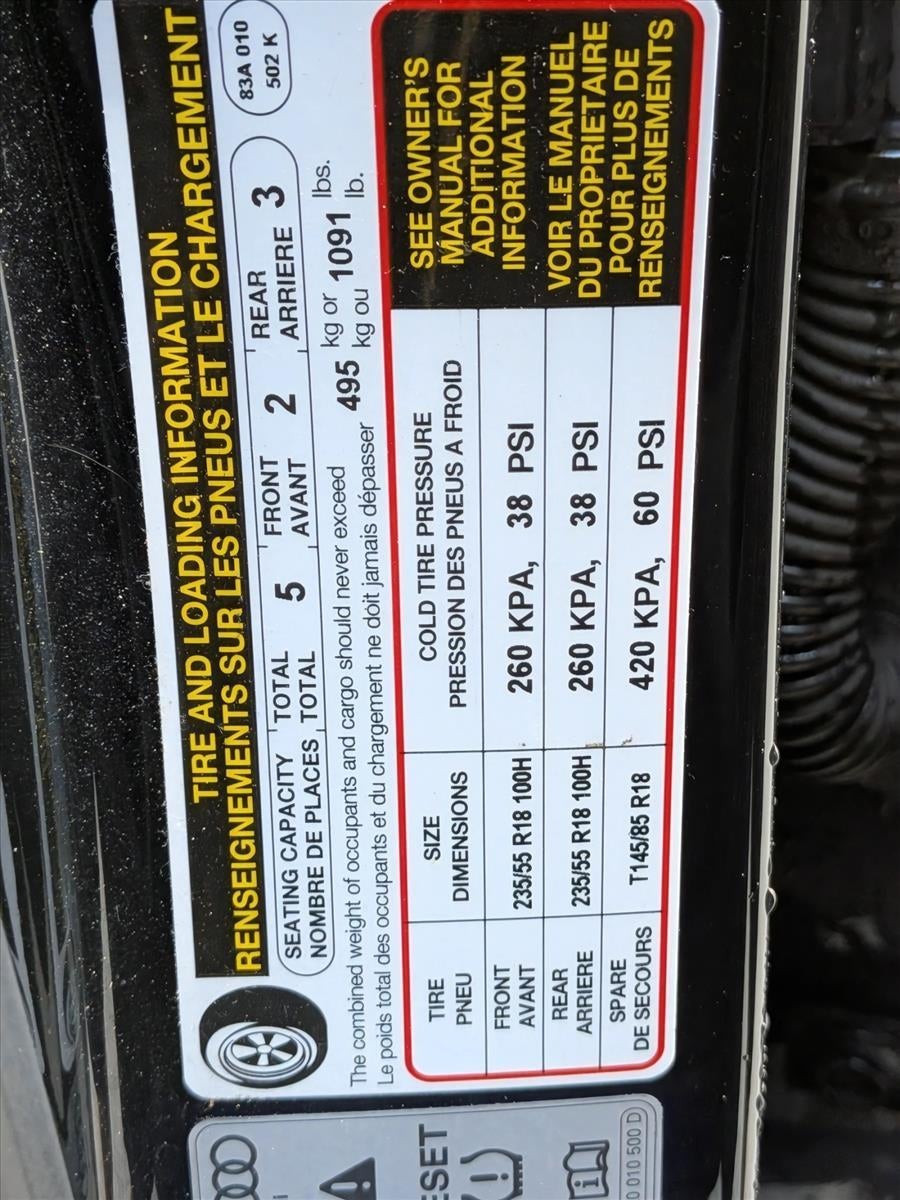 TIRE AND LOADING INFORMATION
RENSEIGNEMENTS SUR LES PNEUS ET LE CHARGEMENT
83A 010
502 K
SEATING CAPACITY TOTAL 5 FRONT 2 REAR 3
NOMBRE DE PLACES TOTAL AVANT ARRIERE
The combined weight of occupants and cargo should never exceed 495 kg or 1091 lbs.
Le poids total des occupants et du chargement ne doit jamais dépasser kg ou lb.
TIRE SIZE COLD TIRE PRESSURE
PNEU DIMENSIONS PRESSION DES PNEUS A FROID
FRONT 235/55 R18 100H 260 KPA, 38 PSI
AVANT
REAR 235/55 R18 100H 260 KPA, 38 PSI
ARRIERE
SPARE T145/85 R18 420 KPA, 60 PSI
DE SECOURS
SEE OWNER'S
MANUAL FOR
ADDITIONAL
INFORMATION
VOIR LE MANUEL
DU PROPRIETAIRE
POUR PLUS DE
RENSEIGNEMENTS
ESET
010 500 D